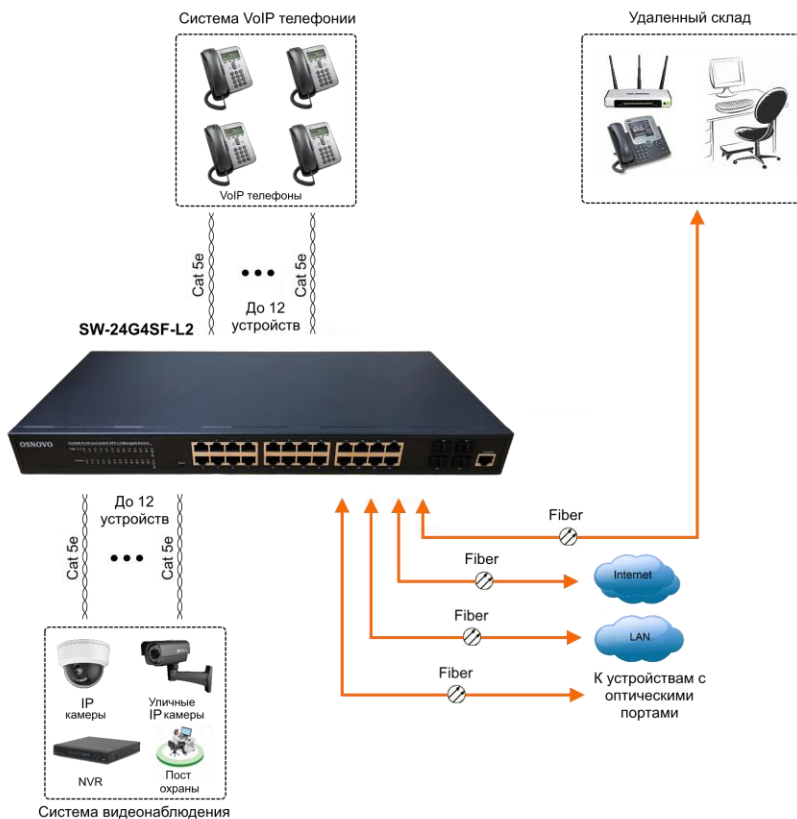 Система VoIP телефонии
Удаленный склад
VoIP телефоны
Cat 5e
Cat 5e
До 12
устройств
SW-24G4SF-L2
OSNOVO
До 12
устройств
Cat 5e
Cat 5e
Fiber
Fiber
Internet
Fiber
LAN
Fiber
К устройствам с
оптическими
портами
IP
камеры
Уличные
IP камеры
NVR
Пост
охраны
Система видеонаблюдения